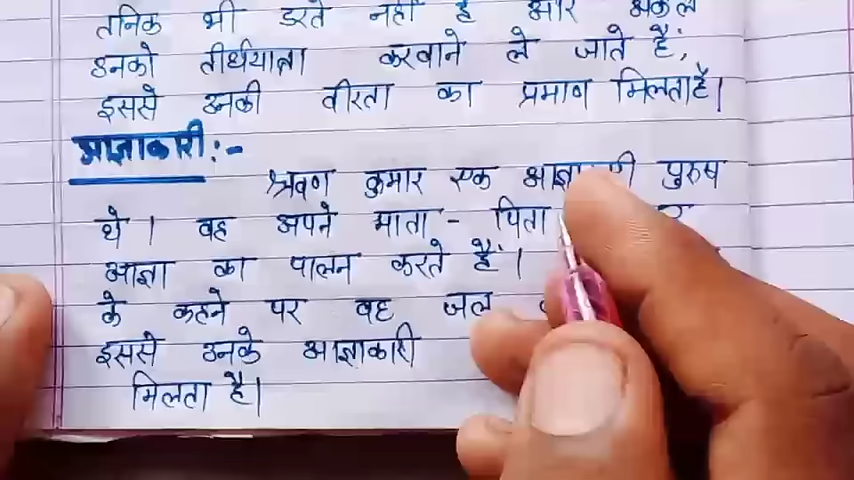 तनिक भी डरते नहीं है और अकेले
उनको तीर्थयात्रा करवाने ले जाते हैं,
इससे उनकी वीरता का प्रमाण मिलता है।
आज्ञाकारी:-
श्रवण कुमार एक आज्ञाकारी पुरुष
थे। वह अपने माता - पिता
आज्ञा का पालन करते हैं।
के कहने पर वह जल
इससे उनके आज्ञाकारी
मिलता है।